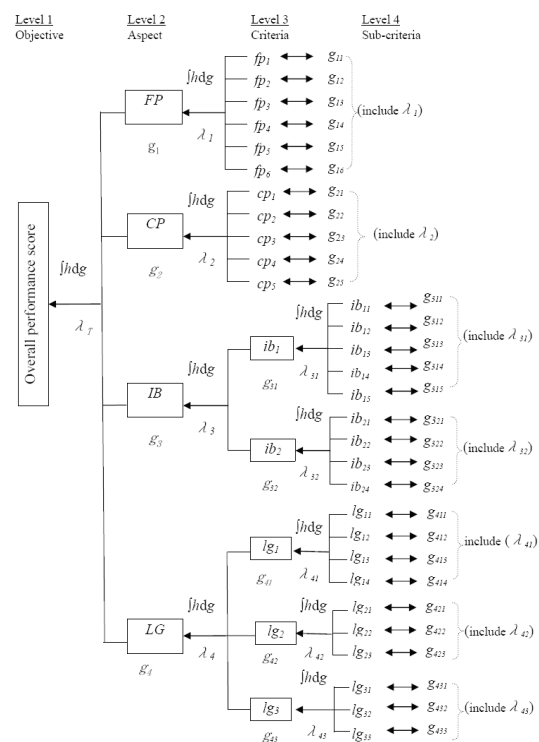 Level 1 Level 2 Level 3 Level 4
Objective Aspect Criteria Sub-criteria
∫hdg fp₁ g₁₁
fp₂ g₁₂
FP fp₃ g₁₃ (include λ₁)
fp₄ g₁₄
g₁ λ₁ fp₅ g₁₅
fp₆ g₁₆
∫hdg cp₁ g₂₁
cp₂ g₂₂
CP cp₃ g₂₃ (include λ₂)
g₂ λ₂ cp₄ g₂₄
cp₅ g₂₅
Overall performance score
∫hdg
λ_T
∫hdg ib₁₁ g₃₁₁
ib₁₂ g₃₁₂
ib₁ ib₁₃ g₃₁₃ (include λ₃₁)
g₃₁ λ₃₁ ib₁₄ g₃₁₄
ib₁₅ g₃₁₅
∫hdg
IB
g₃ λ₃
∫hdg ib₂₁ g₃₂₁
ib₂₂ g₃₂₂
ib₂ ib₂₃ g₃₂₃ (include λ₃₂)
g₃₂ λ₃₂ ib₂₄ g₃₂₄
∫hdg lg₁₁ g₄₁₁
lg₁₂ g₄₁₂
lg₁ lg₁₃ g₄₁₃ include (λ₄₁)
g₄₁ λ₄₁ lg₁₄ g₄₁₄
∫hdg ∫hdg lg₂₁ g₄₂₁
LG lg₂ lg₂₂ g₄₂₂ (include λ₄₂)
g₄ λ₄ g₄₂ λ₄₂ lg₂₃ g₄₂₃
∫hdg lg₃₁ g₄₃₁
lg₃ lg₃₂ g₄₃₂ (include λ₄₃)
g₄₃ λ₄₃ lg₃₃ g₄₃₃